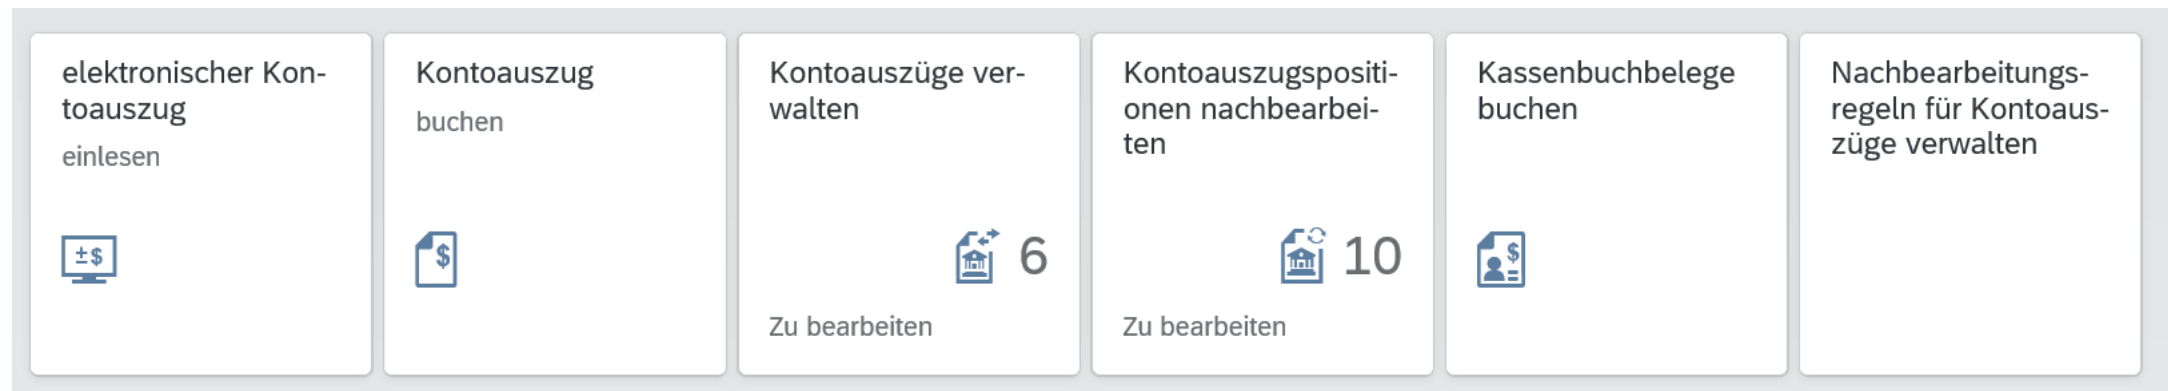 elektronischer Kon-
toauszug
einlesen
±$
Kontoauszug
buchen
$
Kontoauszüge ver-
walten
6
Zu bearbeiten
Kontoauszugspositi-
onen nachbearbei-
ten
10
Zu bearbeiten
Kassenbuchbelege
buchen
$
Nachbearbeitungs-
regeln für Kontoaus-
züge verwalten